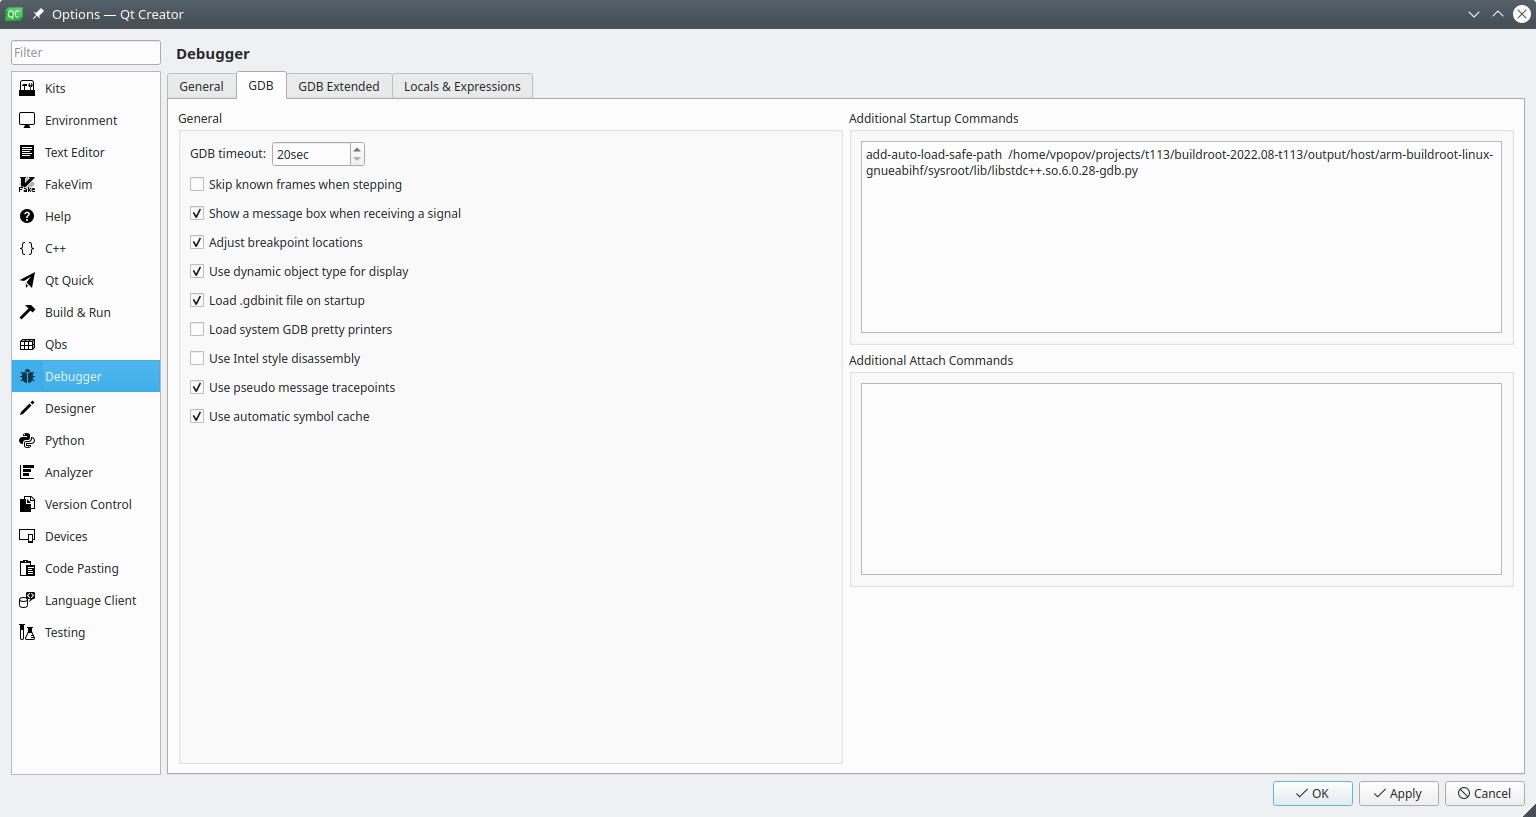 QC
Options — Qt Creator
Filter
Kits
Environment
Text Editor
FakeVim
Help
C++
Qt Quick
Build & Run
Qbs
Debugger
Designer
Python
Analyzer
Version Control
Devices
Code Pasting
Language Client
Testing
Debugger
General
GDB
GDB Extended
Locals & Expressions
General
GDB timeout: 20sec
Skip known frames when stepping
Show a message box when receiving a signal
Adjust breakpoint locations
Use dynamic object type for display
Load .gdbinit file on startup
Load system GDB pretty printers
Use Intel style disassembly
Use pseudo message tracepoints
Use automatic symbol cache
Additional Startup Commands
add-auto-load-safe-path  /home/vpopov/projects/t113/buildroot-2022.08-t113/output/host/arm-buildroot-linux-
gnueabihf/sysroot/lib/libstdc++.so.6.0.28-gdb.py
Additional Attach Commands
OK
Apply
Cancel